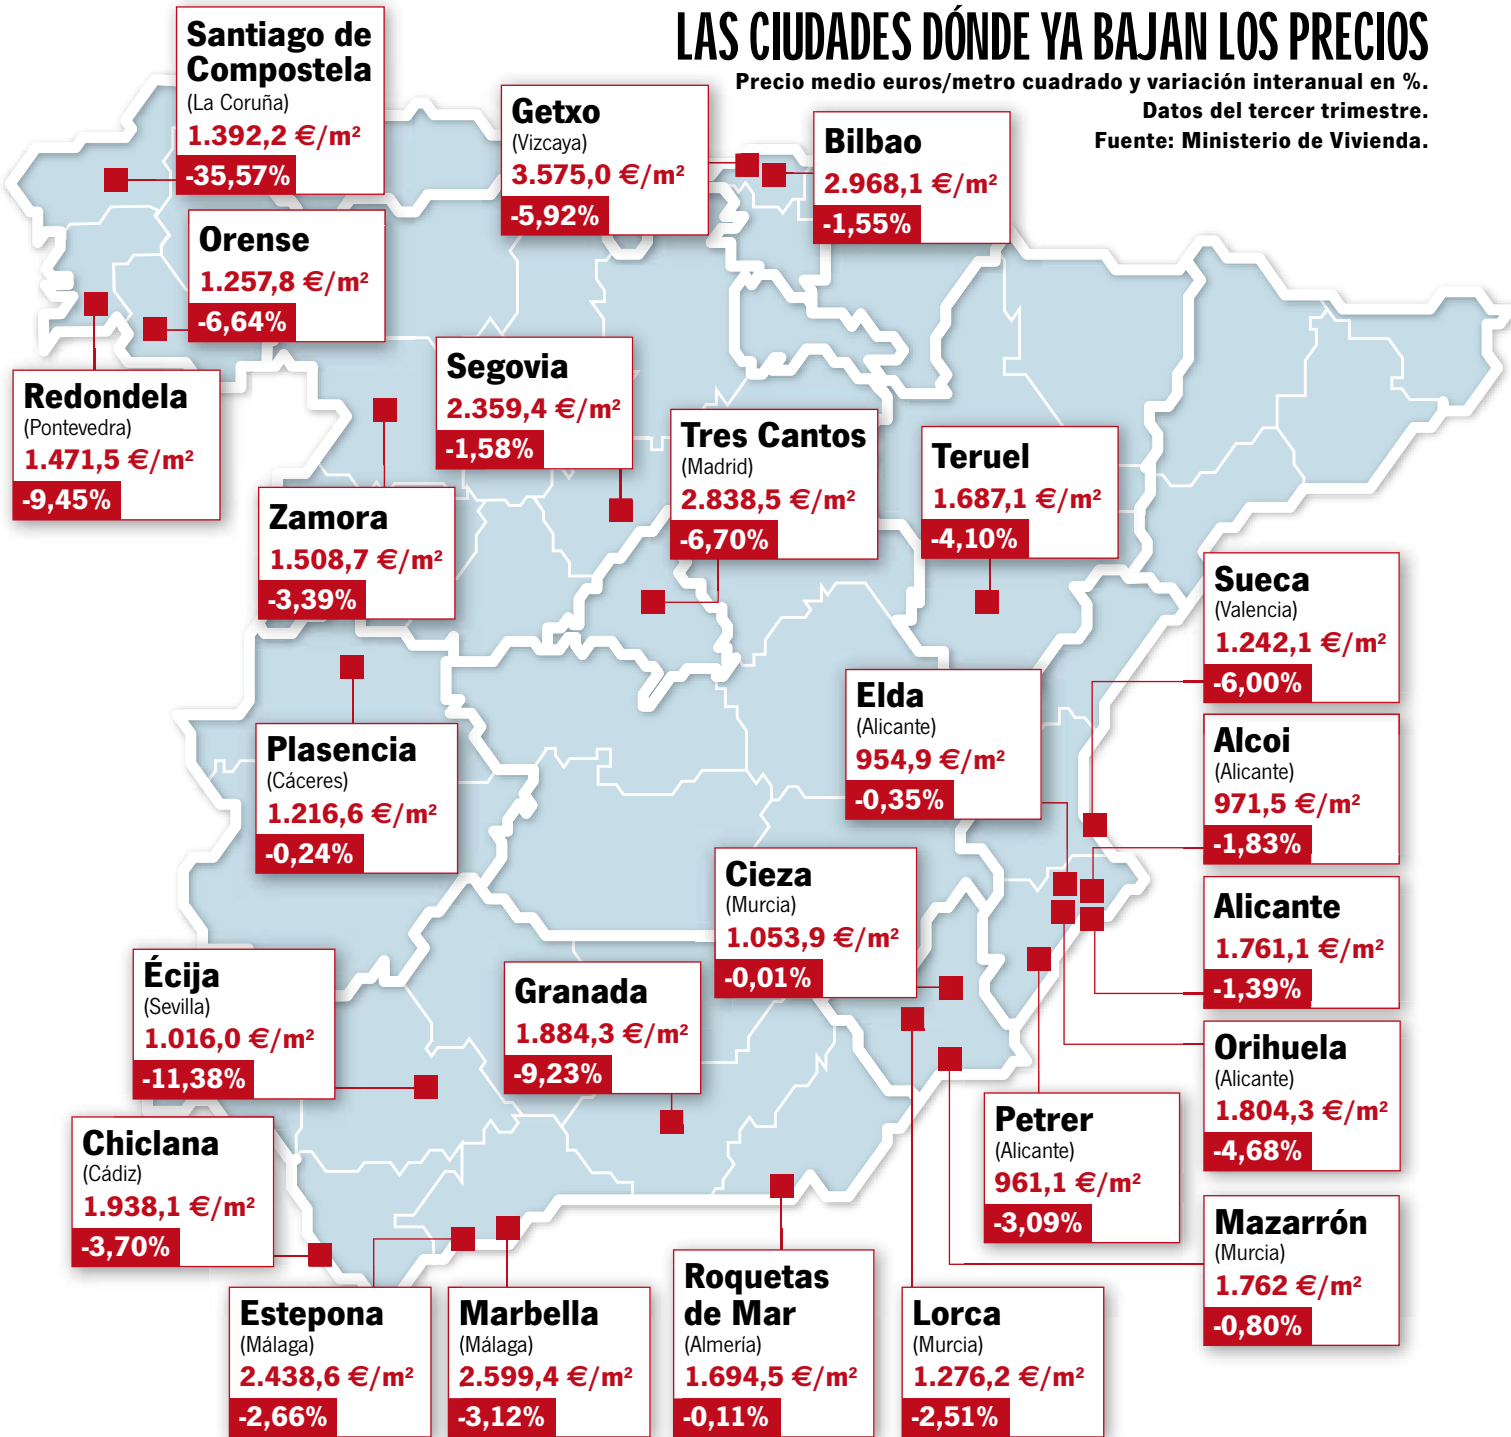 LAS CIUDADES DÓNDE YA BAJAN LOS PRECIOS
Precio medio euros/metro cuadrado y variación interanual en %.
Datos del tercer trimestre.
Fuente: Ministerio de Vivienda.
Santiago de
Compostela
(La Coruña)
1.392,2 €/m²
-35,57%
Getxo
(Vizcaya)
3.575,0 €/m²
-5,92%
Bilbao
2.968,1 €/m²
-1,55%
Orense
1.257,8 €/m²
-6,64%
Redondela
(Pontevedra)
1.471,5 €/m²
-9,45%
Segovia
2.359,4 €/m²
-1,58%
Tres Cantos
(Madrid)
2.838,5 €/m²
-6,70%
Teruel
1.687,1 €/m²
-4,10%
Zamora
1.508,7 €/m²
-3,39%
Sueca
(Valencia)
1.242,1 €/m²
-6,00%
Plasencia
(Cáceres)
1.216,6 €/m²
-0,24%
Elda
(Alicante)
954,9 €/m²
-0,35%
Alcoi
(Alicante)
971,5 €/m²
-1,83%
Cieza
(Murcia)
1.053,9 €/m²
-0,01%
Alicante
1.761,1 €/m²
-1,39%
Écija
(Sevilla)
1.016,0 €/m²
-11,38%
Granada
1.884,3 €/m²
-9,23%
Orihuela
(Alicante)
1.804,3 €/m²
-4,68%
Petrer
(Alicante)
961,1 €/m²
-3,09%
Chiclana
(Cádiz)
1.938,1 €/m²
-3,70%
Mazarrón
(Murcia)
1.762 €/m²
-0,80%
Estepona
(Málaga)
2.438,6 €/m²
-2,66%
Marbella
(Málaga)
2.599,4 €/m²
-3,12%
Roquetas
de Mar
(Almería)
1.694,5 €/m²
-0,11%
Lorca
(Murcia)
1.276,2 €/m²
-2,51%